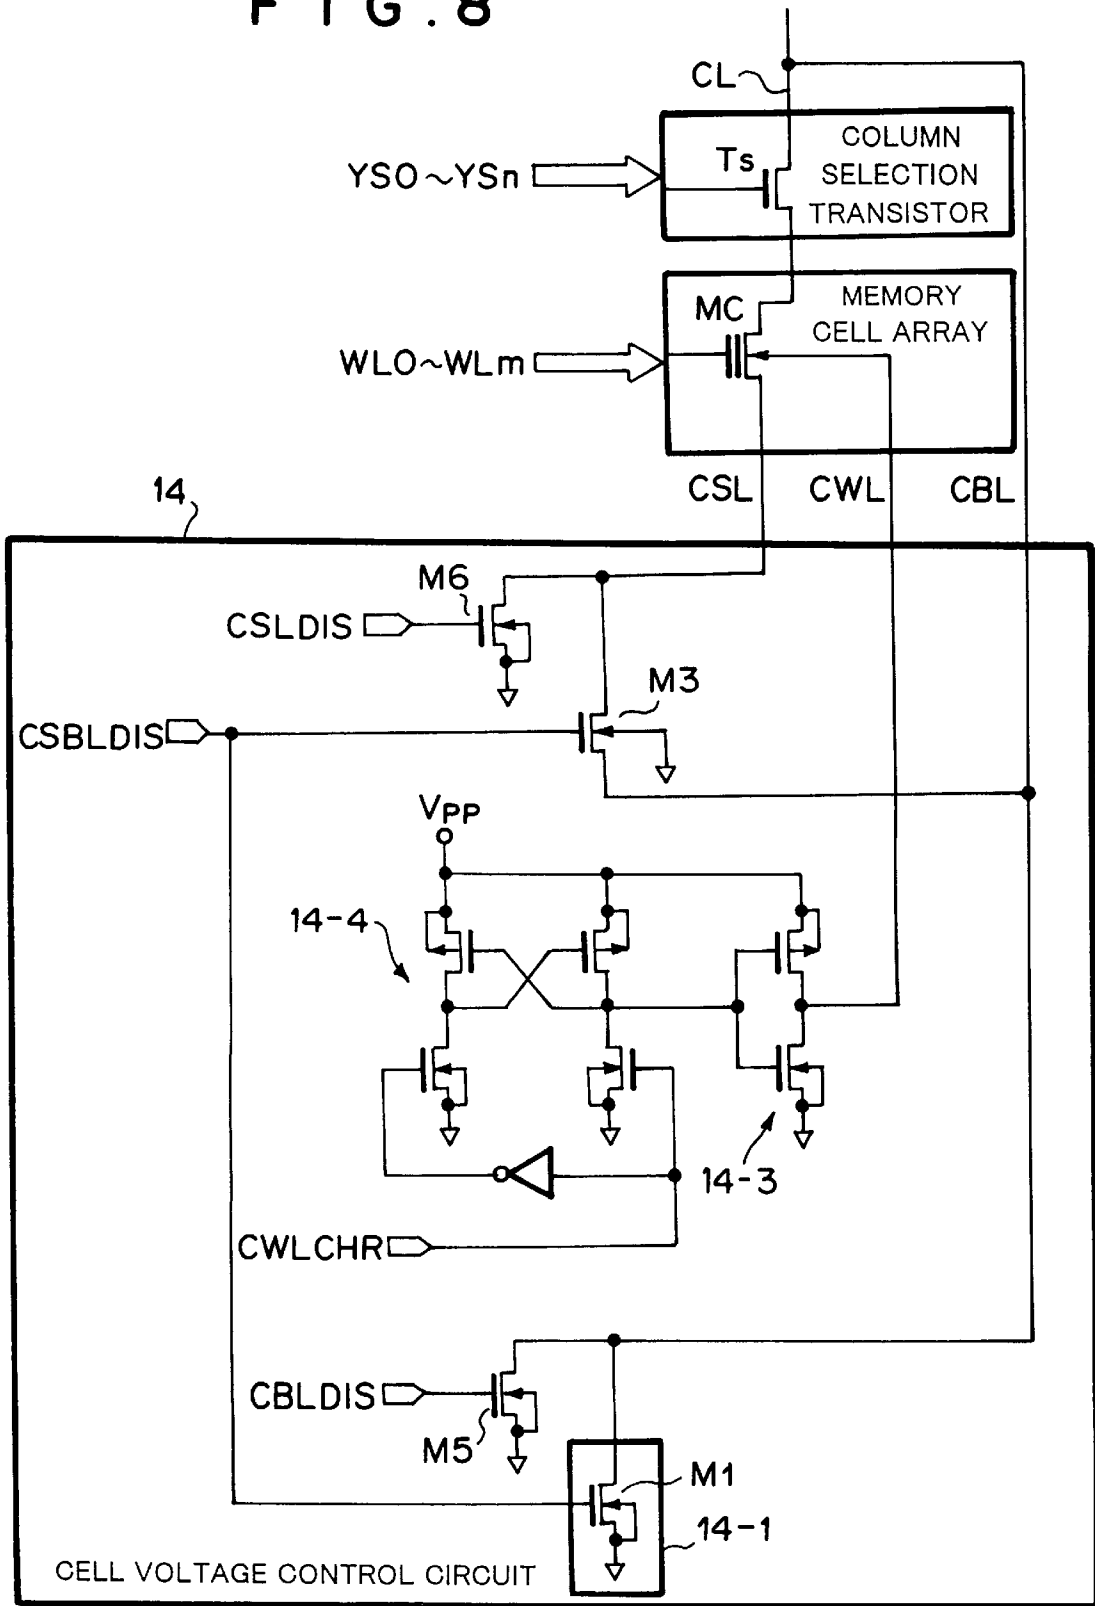 FIG.8
CL
COLUMN
SELECTION
TRANSISTOR
Ts
YS0~YSn
MEMORY
CELL ARRAY
MC
WL0~WLm
CSL
CWL
CBL
14
M6
CSLDIS
M3
CSBLDIS
VPP
14-4
14-3
CWLCHR
CBLDIS
M5
M1
14-1
CELL VOLTAGE CONTROL CIRCUIT